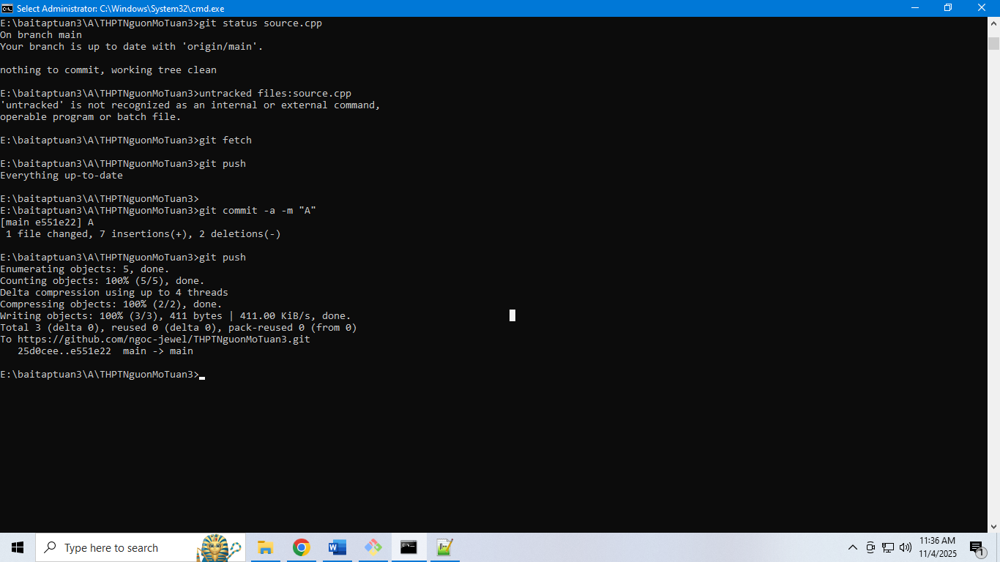 Select Administrator: C:\Windows\System32\cmd.exe
E:\baitaptuan3\A\THPTNguonMoTuan3>git status source.cpp
On branch main
Your branch is up to date with 'origin/main'.
nothing to commit, working tree clean
E:\baitaptuan3\A\THPTNguonMoTuan3>untracked files:source.cpp
'untracked' is not recognized as an internal or external command,
operable program or batch file.
E:\baitaptuan3\A\THPTNguonMoTuan3>git fetch
E:\baitaptuan3\A\THPTNguonMoTuan3>git push
Everything up-to-date
E:\baitaptuan3\A\THPTNguonMoTuan3>
E:\baitaptuan3\A\THPTNguonMoTuan3>git commit -a -m "A"
[main e551e22] A
 1 file changed, 7 insertions(+), 2 deletions(-)
E:\baitaptuan3\A\THPTNguonMoTuan3>git push
Enumerating objects: 5, done.
Counting objects: 100% (5/5), done.
Delta compression using up to 4 threads
Compressing objects: 100% (2/2), done.
Writing objects: 100% (3/3), 411 bytes | 411.00 KiB/s, done.
Total 3 (delta 0), reused 0 (delta 0), pack-reused 0 (from 0)
To https://github.com/ngoc-jewel/THPTNguonMoTuan3.git
   25d0cee..e551e22  main -> main
E:\baitaptuan3\A\THPTNguonMoTuan3>
Type here to search
11:36 AM
11/4/2025
1